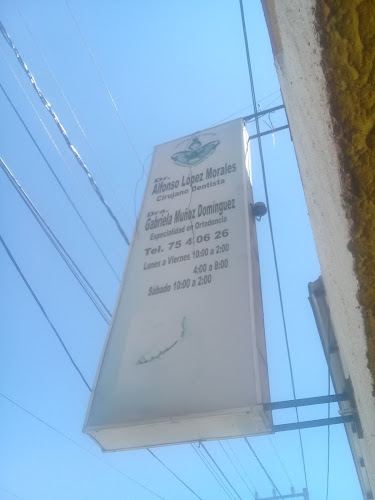 Dr.
Alfonso López Morales
Cirujano Dentista
Dra.
Gabriela Muñoz Domínguez
Especialidad en Ortodoncia
Tel. 75 4 06 26
Lunes a Viernes 10:00 a 2:00
4:00 a 8:00
Sábado 10:00 a 2:00